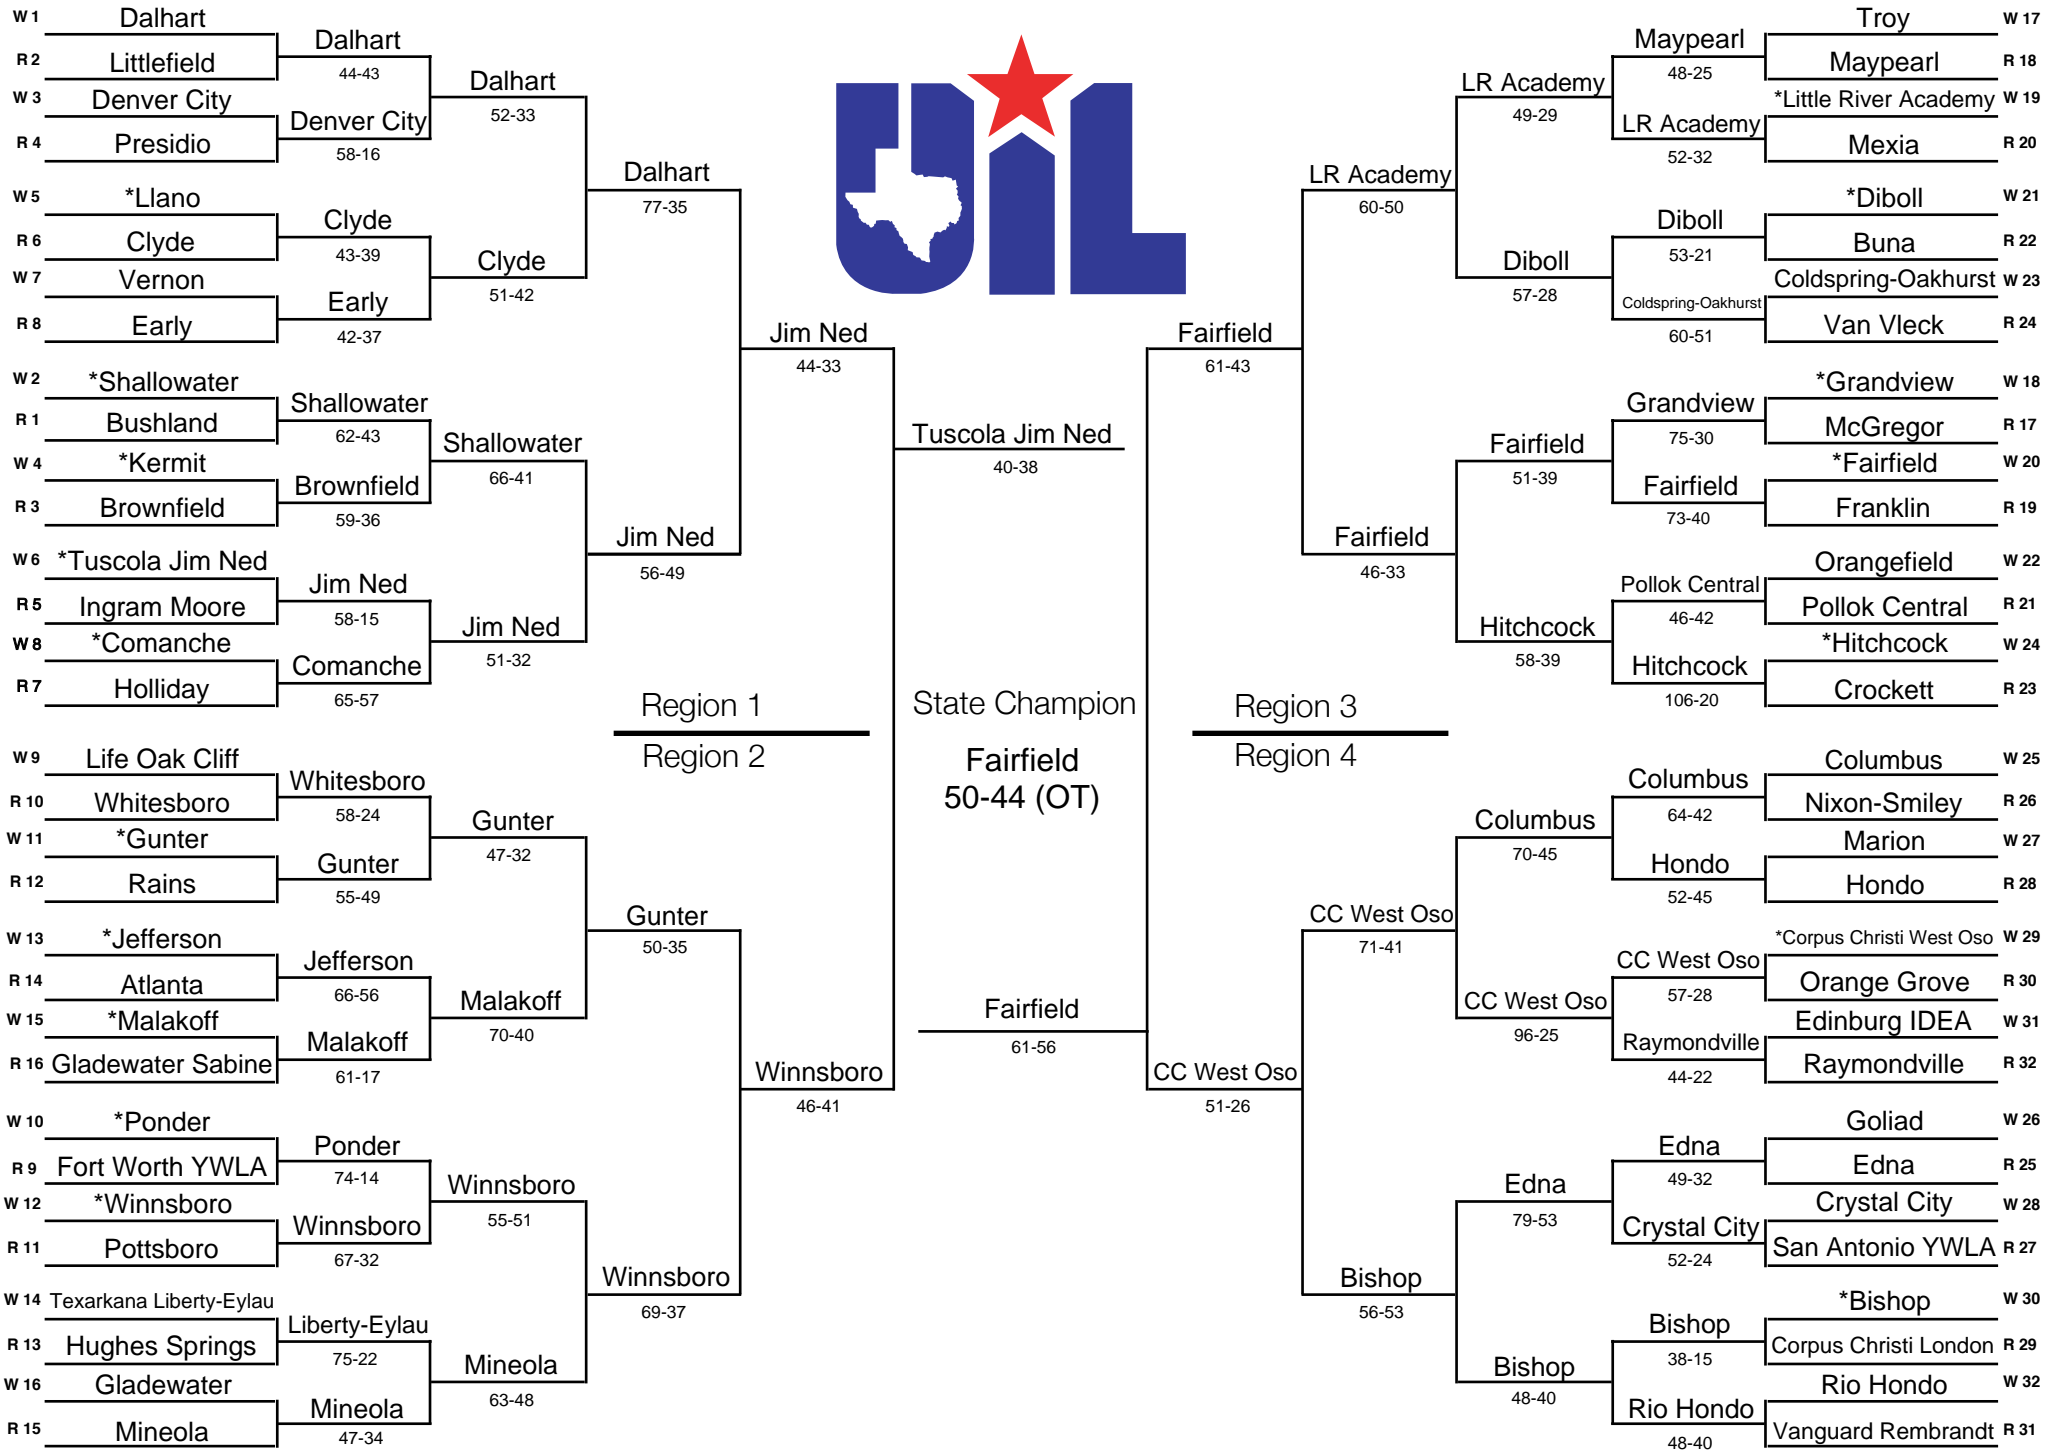 W 1 Dalhart
R 2 Littlefield
W 3 Denver City
R 4 Presidio
W 5 *Llano
R 6 Clyde
W 7 Vernon
R 8 Early
W 2 *Shallowater
R 1 Bushland
W 4 *Kermit
R 3 Brownfield
W 6 *Tuscola Jim Ned
R 5 Ingram Moore
W 8 *Comanche
R 7 Holliday
W 9 Life Oak Cliff
R 10 Whitesboro
W 11 *Gunter
R 12 Rains
W 13 *Jefferson
R 14 Atlanta
W 15 *Malakoff
R 16 Gladewater Sabine
W 10 *Ponder
R 9 Fort Worth YWLA
W 12 *Winnsboro
R 11 Pottsboro
W 14 Texarkana Liberty-Eylau
R 13 Hughes Springs
W 16 Gladewater
R 15 Mineola
Dalhart
44-43
Denver City
58-16
Clyde
43-39
Early
42-37
Shallowater
62-43
Brownfield
59-36
Jim Ned
58-15
Comanche
65-57
Whitesboro
58-24
Gunter
55-49
Jefferson
66-56
Malakoff
61-17
Ponder
74-14
Winnsboro
67-32
Liberty-Eylau
75-22
Mineola
47-34
Dalhart
52-33
Clyde
51-42
Shallowater
66-41
Jim Ned
51-32
Gunter
47-32
Malakoff
70-40
Winnsboro
55-51
Mineola
63-48
Dalhart
77-35
Jim Ned
56-49
Gunter
50-35
Winnsboro
69-37
Jim Ned
44-33
Winnsboro
46-41
Region 1
Region 2
UIL
Tuscola Jim Ned
40-38
State Champion
Fairfield
50-44 (OT)
Fairfield
61-56
Region 3
Region 4
Fairfield
61-43
CC West Oso
51-26
LR Academy
60-50
Fairfield
46-33
CC West Oso
71-41
Bishop
56-53
LR Academy
49-29
Diboll
57-28
Fairfield
51-39
Hitchcock
58-39
Columbus
70-45
CC West Oso
96-25
Edna
79-53
Bishop
48-40
Maypearl
48-25
LR Academy
52-32
Diboll
53-21
Coldspring-Oakhurst
60-51
Grandview
75-30
Fairfield
73-40
Pollok Central
46-42
Hitchcock
106-20
Columbus
64-42
Hondo
52-45
CC West Oso
57-28
Raymondville
44-22
Edna
49-32
Crystal City
52-24
Bishop
38-15
Rio Hondo
48-40
Troy W 17
Maypearl R 18
*Little River Academy W 19
Mexia R 20
*Diboll W 21
Buna R 22
Coldspring-Oakhurst W 23
Van Vleck R 24
*Grandview W 18
McGregor R 17
*Fairfield W 20
Franklin R 19
Orangefield W 22
Pollok Central R 21
*Hitchcock W 24
Crockett R 23
Columbus W 25
Nixon-Smiley R 26
Marion W 27
Hondo R 28
*Corpus Christi West Oso W 29
Orange Grove R 30
Edinburg IDEA W 31
Raymondville R 32
Goliad W 26
Edna R 25
Crystal City W 28
San Antonio YWLA R 27
*Bishop W 30
Corpus Christi London R 29
Rio Hondo W 32
Vanguard Rembrandt R 31